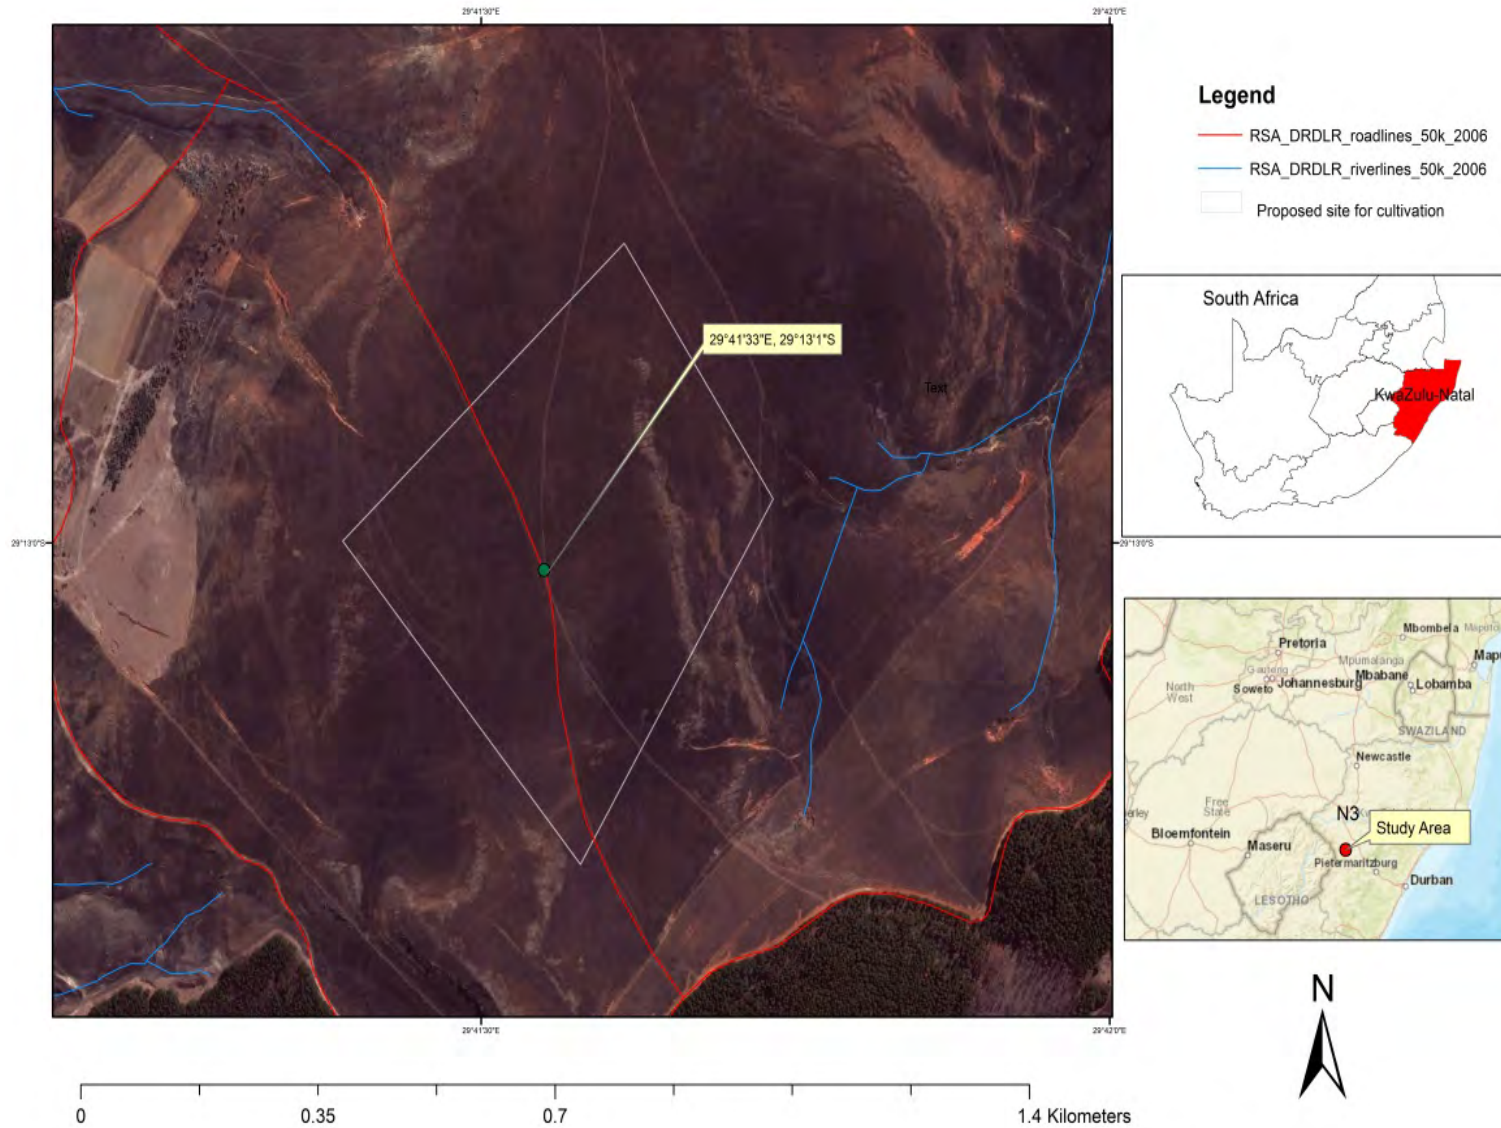 29°41'30"E
29°42'0"E
Legend
RSA_DRDLR_roadlines_50k_2006
RSA_DRDLR_riverlines_50k_2006
Proposed site for cultivation
29°41'33"E, 29°13'1"S
Text
29°13'0"S
29°13'0"S
South Africa
KwaZulu-Natal
Mbombela
Pretoria
Mpumalanga
Gauteng
Mbabane
North
West
Soweto
Johannesburg
Lobamba
SWAZILAND
Newcastle
Free
State
N3
Study Area
Bloemfontein
Maseru
Pietermaritzburg
Durban
LESOTHO
29°41'30"E
29°42'0"E
N
0
0.35
0.7
1.4 Kilometers